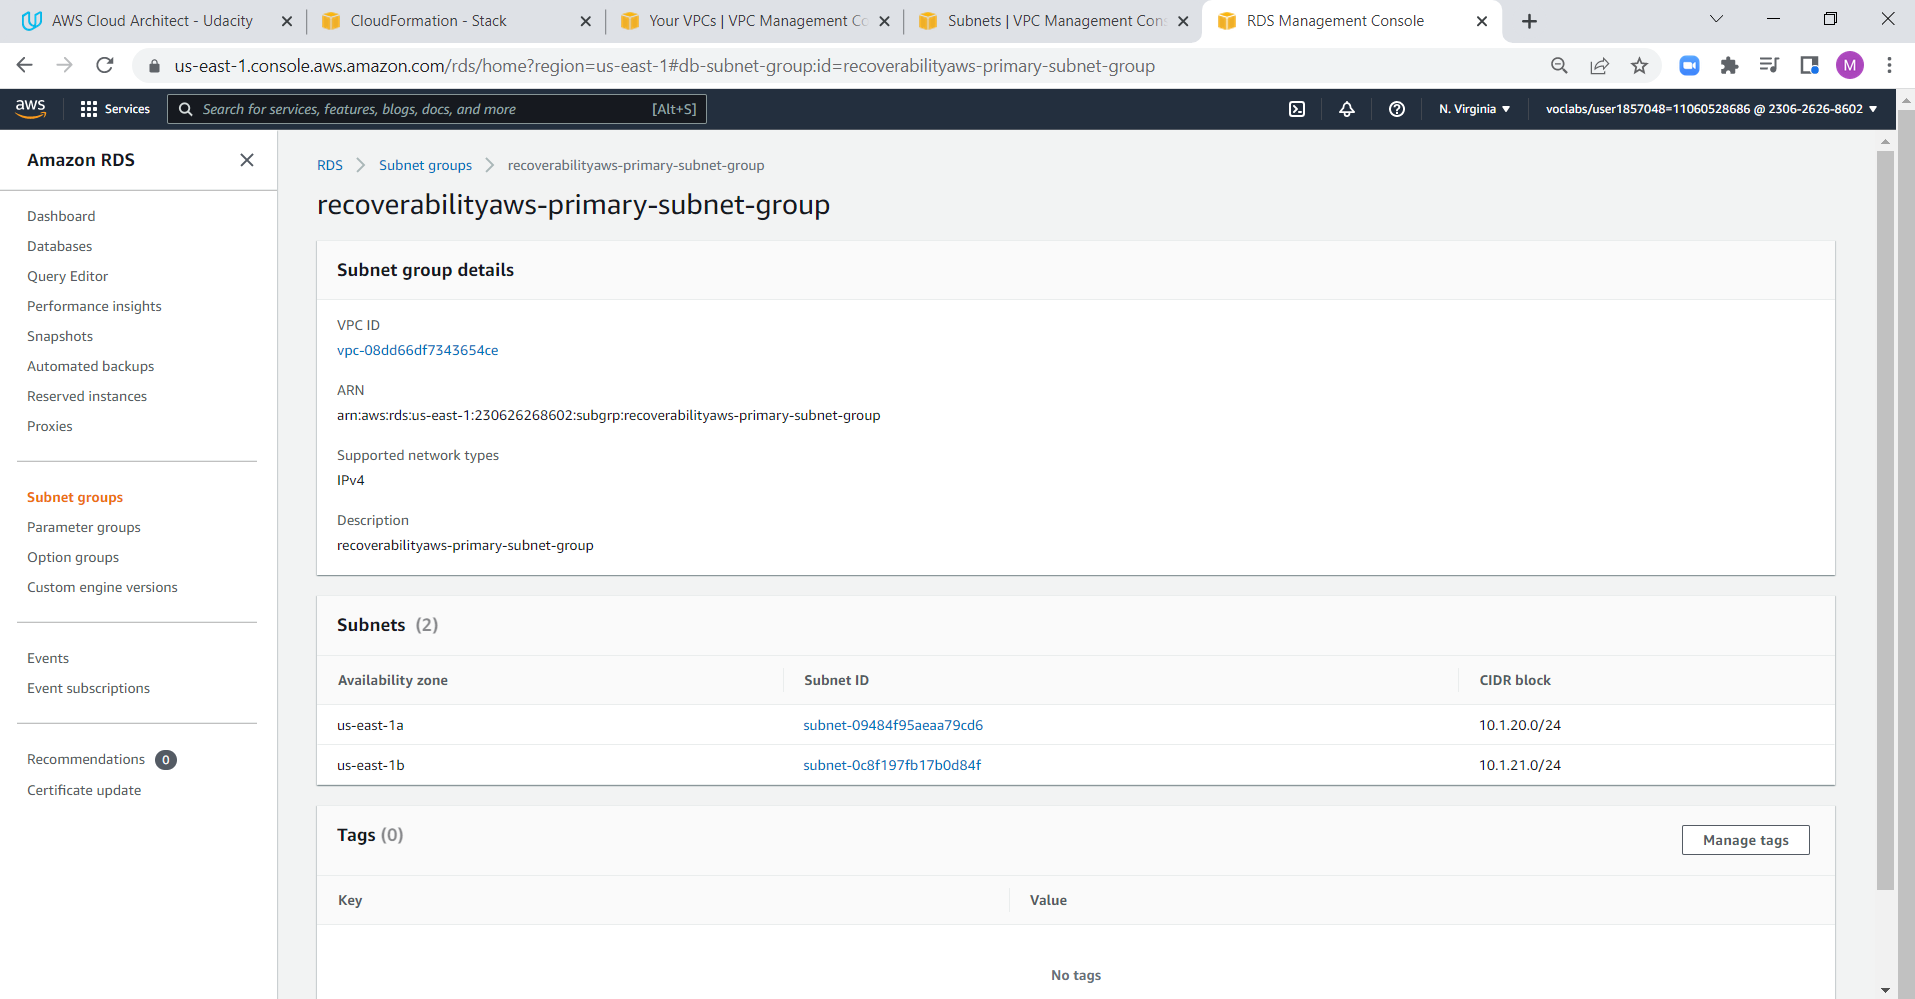 AWS Cloud Architect - Udacity
CloudFormation - Stack
Your VPCs | VPC Management Co
Subnets | VPC Management Cons
RDS Management Console
us-east-1.console.aws.amazon.com/rds/home?region=us-east-1#db-subnet-group:id=recoverabilityaws-primary-subnet-group
M
aws
Services
Search for services, features, blogs, docs, and more
[Alt+S]
N. Virginia
voclabs/user1857048=11060528686 @ 2306-2626-8602
Amazon RDS
Dashboard
Databases
Query Editor
Performance insights
Snapshots
Automated backups
Reserved instances
Proxies
Subnet groups
Parameter groups
Option groups
Custom engine versions
Events
Event subscriptions
Recommendations 0
Certificate update
RDS
Subnet groups
recoverabilityaws-primary-subnet-group
recoverabilityaws-primary-subnet-group
Subnet group details
VPC ID
vpc-08dd66df7343654ce
ARN
arn:aws:rds:us-east-1:230626268602:subgrp:recoverabilityaws-primary-subnet-group
Supported network types
IPv4
Description
recoverabilityaws-primary-subnet-group
Subnets (2)
Availability zone Subnet ID CIDR block
us-east-1a subnet-09484f95aeaa79cd6 10.1.20.0/24
us-east-1b subnet-0c8f197fb17b0d84f 10.1.21.0/24
Tags (0)
Manage tags
Key Value
No tags